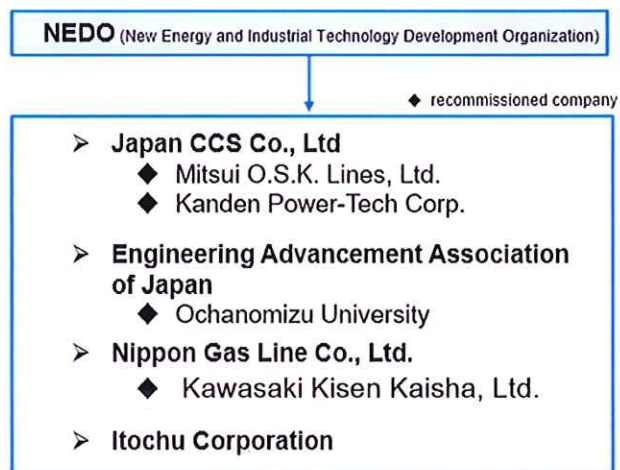 NEDO (New Energy and Industrial Technology Development Organization)
◆ recommissioned company
➢ Japan CCS Co., Ltd
◆ Mitsui O.S.K. Lines, Ltd.
◆ Kanden Power-Tech Corp.
➢ Engineering Advancement Association
of Japan
◆ Ochanomizu University
➢ Nippon Gas Line Co., Ltd.
◆ Kawasaki Kisen Kaisha, Ltd.
➢ Itochu Corporation